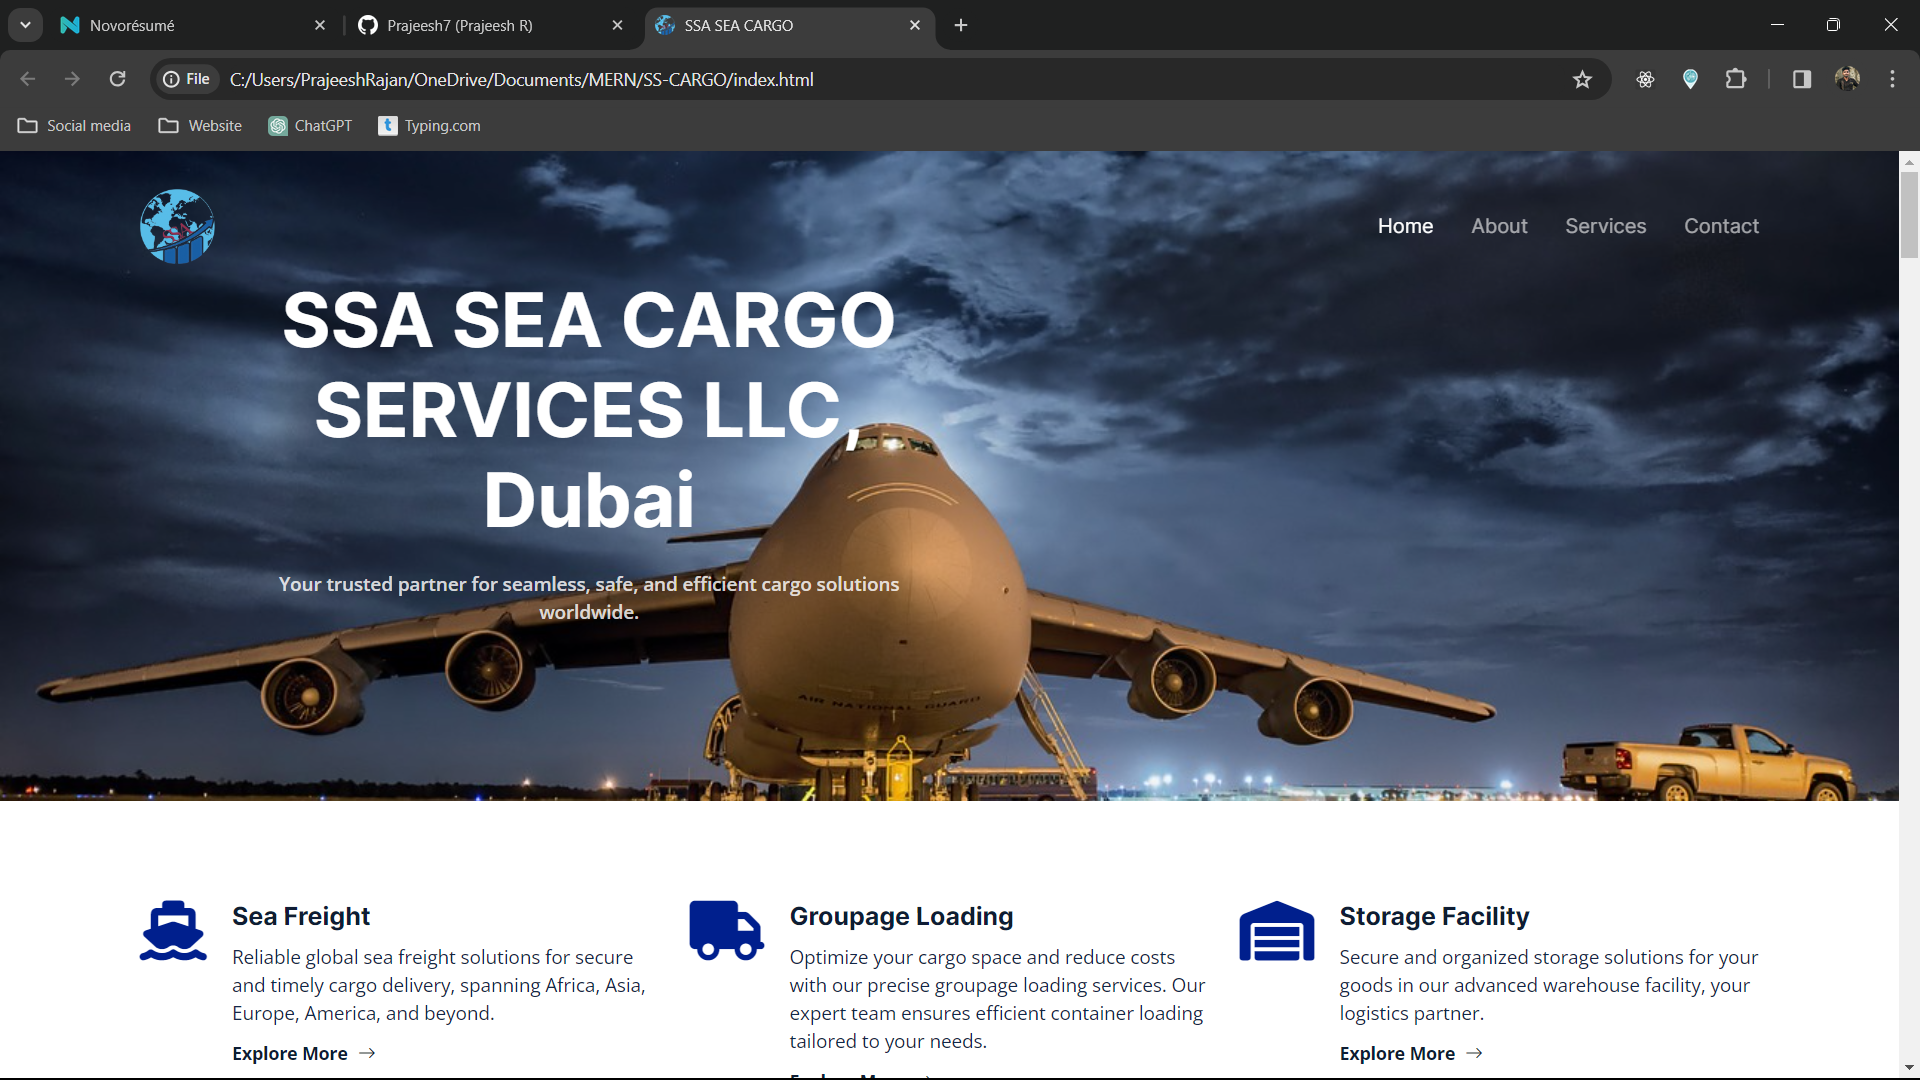 Novorésumé
Prajeesh7 (Prajeesh R)
SSA SEA CARGO
File
C:/Users/PrajeeshRajan/OneDrive/Documents/MERN/SS-CARGO/index.html
Social media
Website
ChatGPT
t
Typing.com
Home
About
Services
Contact
SSA SEA CARGO
SERVICES LLC,
Dubai
Your trusted partner for seamless, safe, and efficient cargo solutions
worldwide.
AIR NATIONAL GUARD
Sea Freight
Reliable global sea freight solutions for secure
and timely cargo delivery, spanning Africa, Asia,
Europe, America, and beyond.
Explore More
Groupage Loading
Optimize your cargo space and reduce costs
with our precise groupage loading services. Our
expert team ensures efficient container loading
tailored to your needs.
Storage Facility
Secure and organized storage solutions for your
goods in our advanced warehouse facility, your
logistics partner.
Explore More